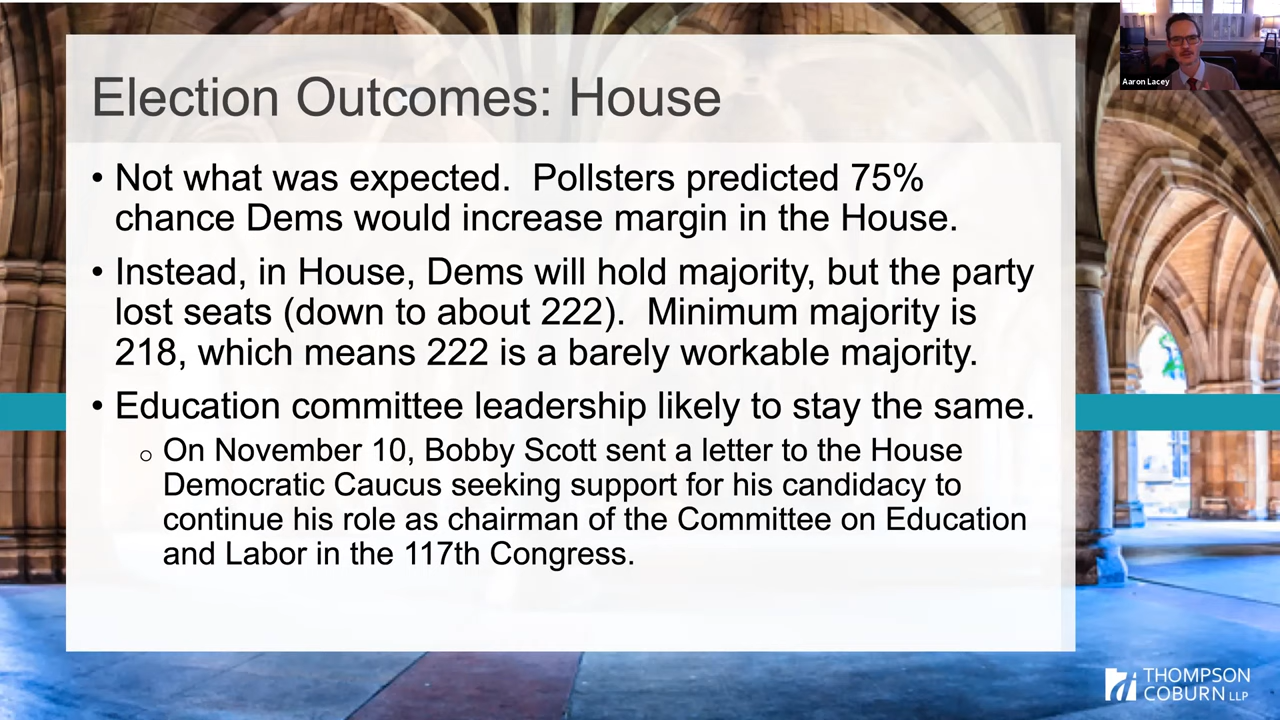 Election Outcomes: House
• Not what was expected.  Pollsters predicted 75%
chance Dems would increase margin in the House.
• Instead, in House, Dems will hold majority, but the party
lost seats (down to about 222).  Minimum majority is
218, which means 222 is a barely workable majority.
• Education committee leadership likely to stay the same.
o On November 10, Bobby Scott sent a letter to the House
Democratic Caucus seeking support for his candidacy to
continue his role as chairman of the Committee on Education
and Labor in the 117th Congress.
Aaron Lacey
THOMPSON
COBURN LLP